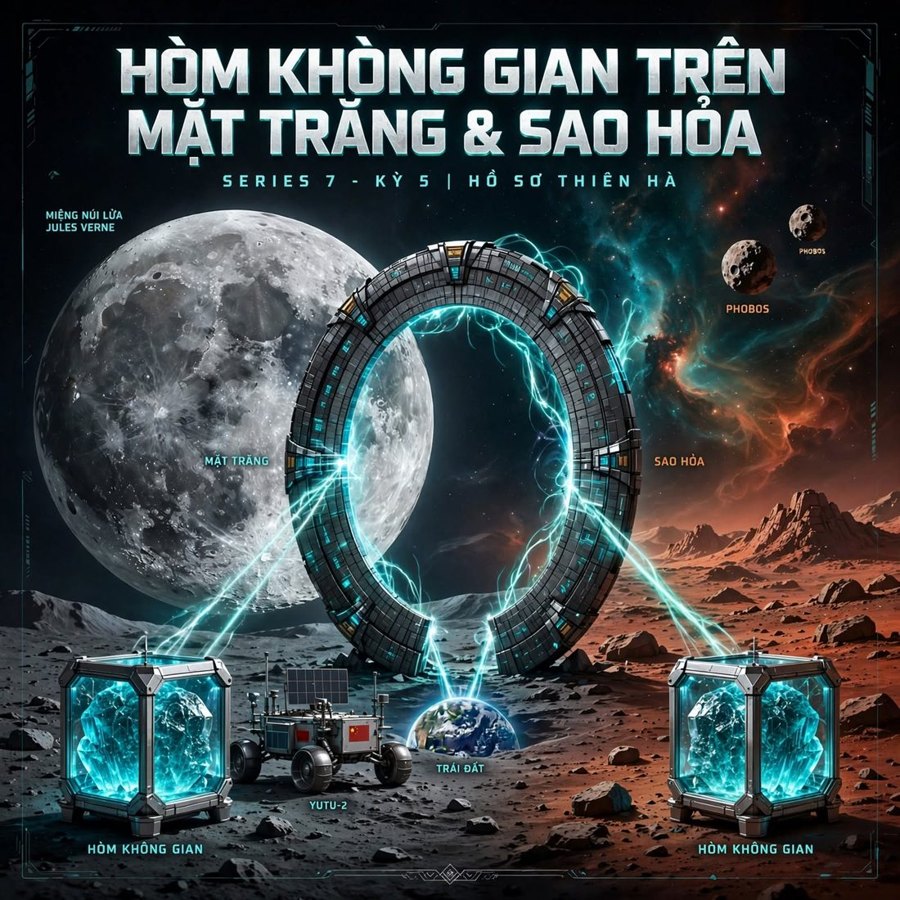 HÒM KHÒNG GIAN TRÊN
MẶT TRĂNG & SAO HỎA
SERIES 7 - KỲ 5 | HỒ SƠ THIÊN HÀ
MIỆNG NÚI LỬA
JULES VERNE
PHOBOS
PHOBOS
MẶT TRĂNG
SAO HỎA
TRÁI ĐẤT
YUTU-2
HÒM KHÔNG GIAN
HÒM KHÔNG GIAN